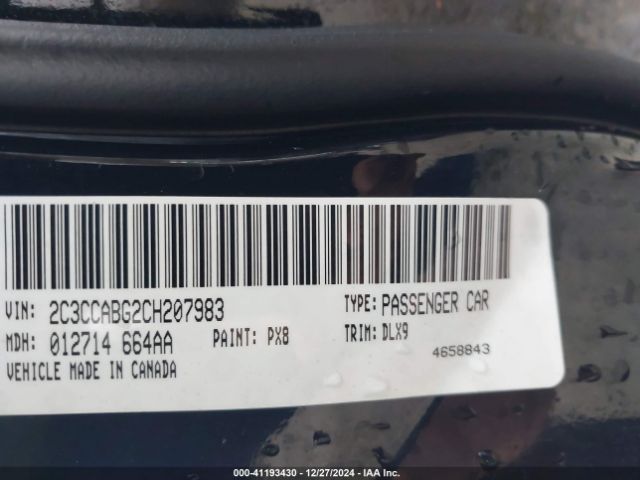 VIN: 2C3CCABG2CH207983 TYPE: PASSENGER CAR
MDH: 012714 664AA PAINT: PX8 TRIM: DLX9
VEHICLE MADE IN CANADA 4658843
000-41193430 - 12/27/2024 - IAA Inc.